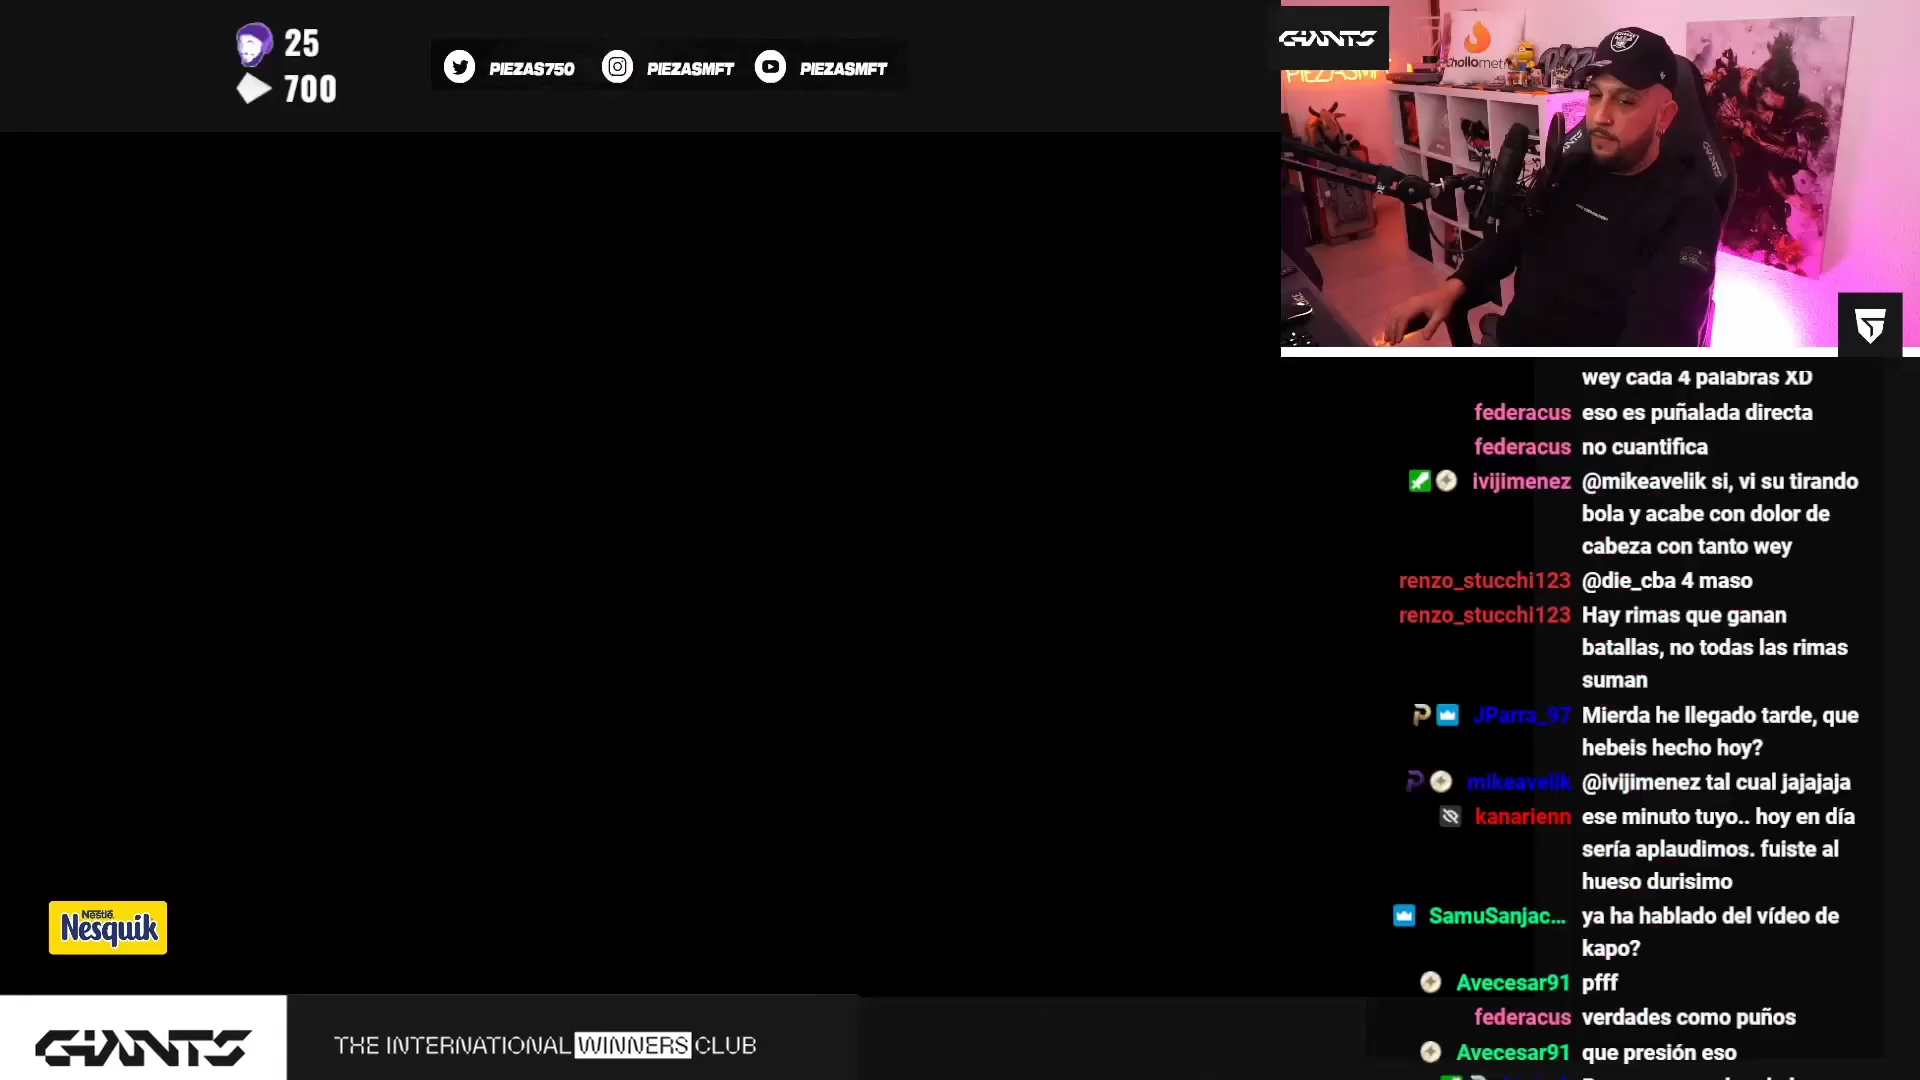 25
700
PIEZAS750
PIEZASMFT
PIEZASMFT
GIANTS
PIEZASMF
chollomet
GIANTS
wey cada 4 palabras XD
federacus eso es puñalada directa
federacus no cuantifica
ivijimenez @mikeavelik si, vi su tirando
bola y acabe con dolor de
cabeza con tanto wey
renzo_stucchi123 @die_cba 4 maso
renzo_stucchi123 Hay rimas que ganan
batallas, no todas las rimas
suman
JParra_97 Mierda he llegado tarde, que
hebeis hecho hoy?
mikeavelik @ivijimenez tal cual jajajaja
kanarienn ese minuto tuyo.. hoy en día
sería aplaudimos. fuiste al
hueso durisimo
SamuSanjac... ya ha hablado del vídeo de
kapo?
Avecesar91 pfff
federacus verdades como puños
Avecesar91 que presión eso
Nestlé
Nesquik
GIANTS
THE INTERNATIONAL WINNERS CLUB